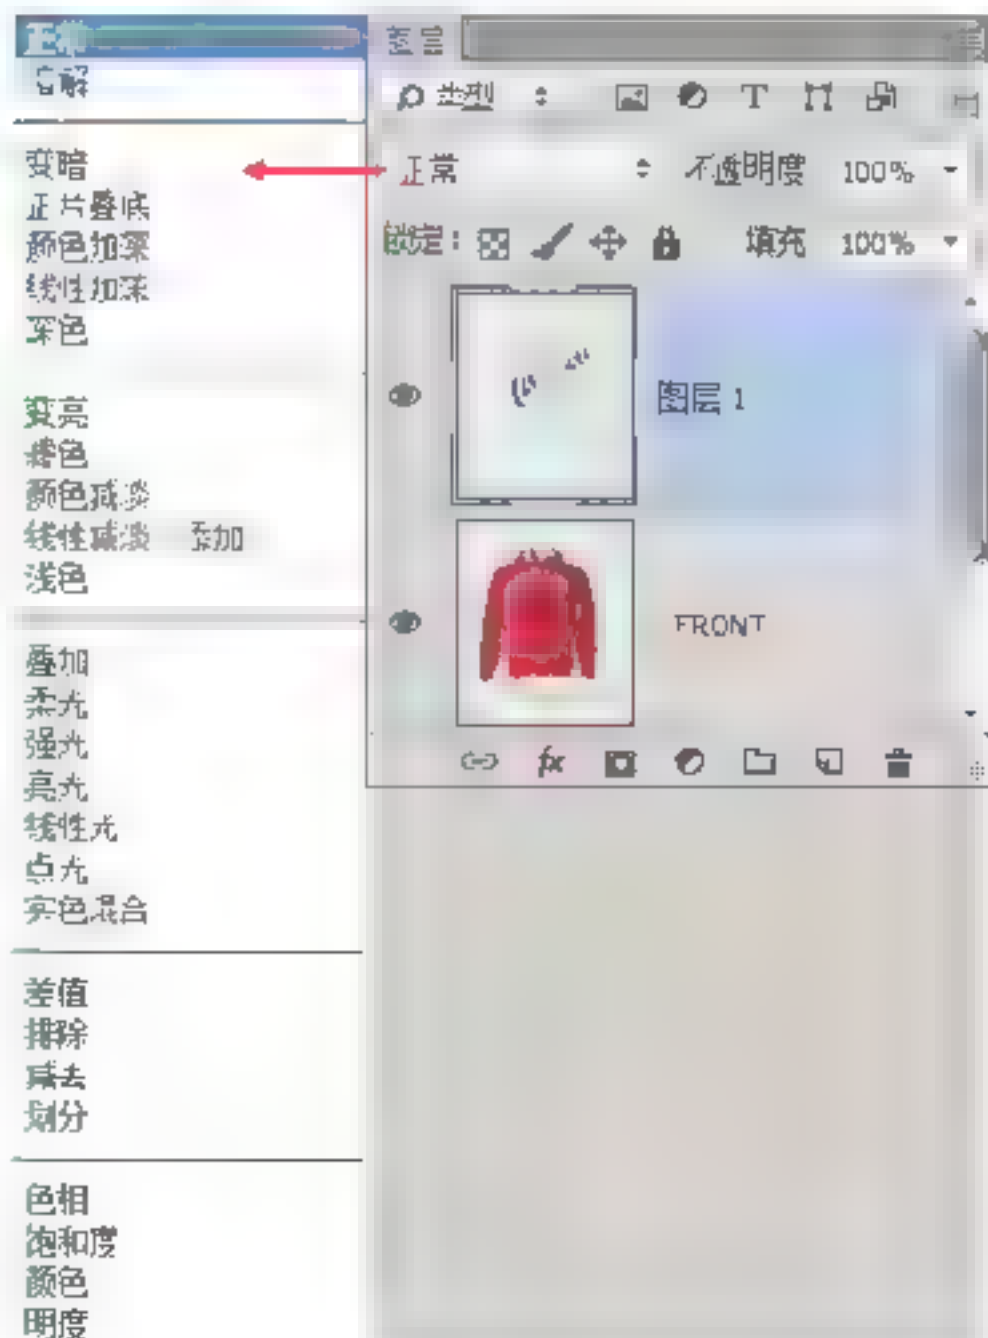 正常
溶解
变暗
正片叠底
颜色加深
线性加深
深色
变亮
滤色
颜色减淡
线性减淡 添加
浅色
叠加
柔光
强光
亮光
线性光
点光
实色混合
差值
排除
减去
划分
色相
饱和度
颜色
明度
图层
类型
正常 不透明度 100%
锁定: 填充 100%
图层 1
FRONT
fx